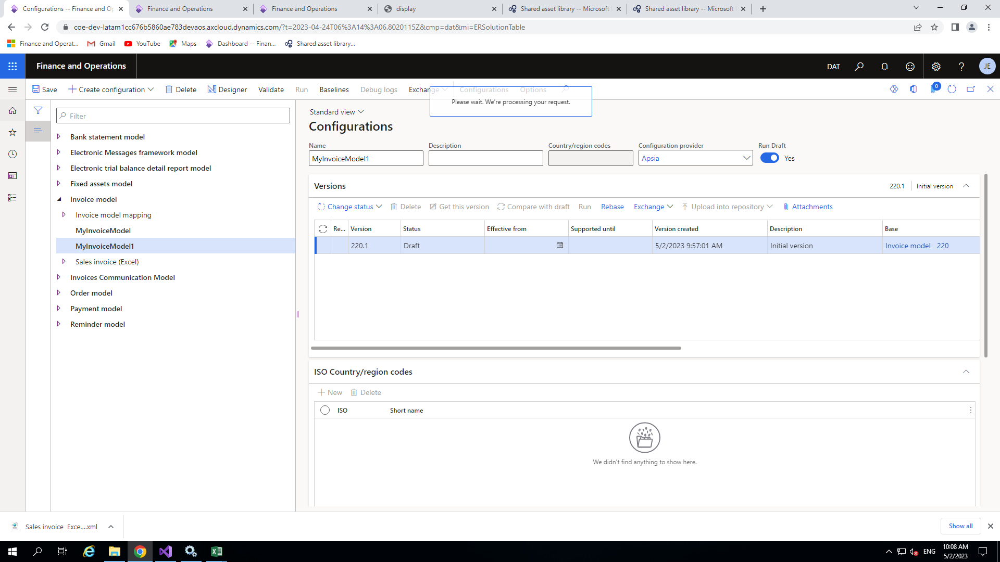 Configurations -- Finance and Op
Finance and Operations
Finance and Operations
display
Shared asset library -- Microsoft
Shared asset library -- Microsoft
coe-dev-latam1cc676b5860ae783devaos.axcloud.dynamics.com/?t=2023-04-24T06%3A14%3A06.8020115Z&cmp=dat&mi=ERSolutionTable
Finance and Operat...
Gmail
YouTube
Maps
Dashboard -- Finan...
Shared asset library...
Finance and Operations
DAT
?
JE
Save
Create configuration
Delete
Designer
Validate
Run
Baselines
Debug logs
Exchange
Configurations
Options
0
Please wait. We're processing your request.
Filter
Bank statement model
Electronic Messages framework model
Electronic trial balance detail report model
Fixed assets model
Invoice model
Invoice model mapping
MyInvoiceModel
MyInvoiceModel1
Sales invoice (Excel)
Invoices Communication Model
Order model
Payment model
Reminder model
Standard view
Configurations
Name
Description
Country/region codes
Configuration provider
Run Draft
MyInvoiceModel1
Apsia
Yes
Versions
220.1
Initial version
Change status
Delete
Get this version
Compare with draft
Run
Rebase
Exchange
Upload into repository
Attachments
Re...
Version
Status
Effective from
Supported until
Version created
Description
Base
220.1
Draft
5/2/2023 9:57:01 AM
Initial version
Invoice model 220
ISO Country/region codes
New
Delete
ISO
Short name
We didn't find anything to show here.
Sales invoice Exce....xml
Show all
ENG
10:08 AM
5/2/2023